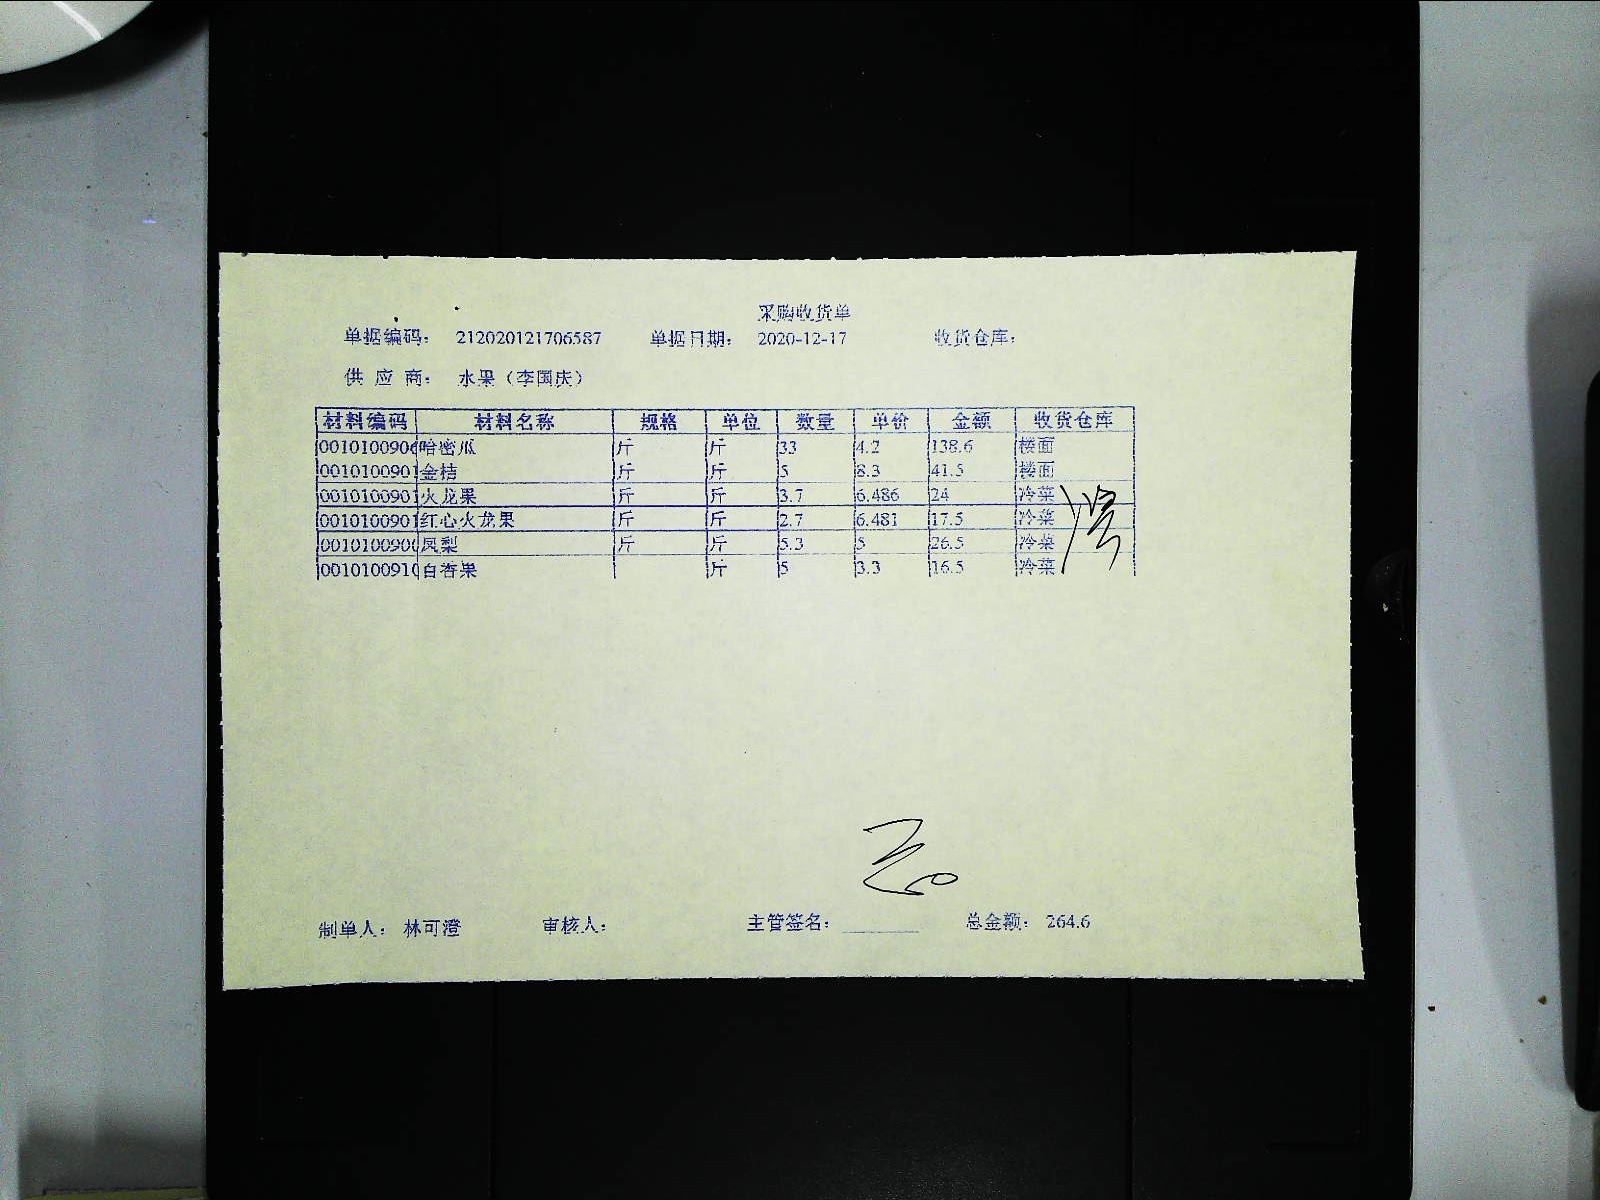 采购收货单
单据编码： 212020121706587 单据日期： 2020-12-17 收货仓库：
供 应 商： 水果（李国庆）
材料编码 材料名称 规格 单位 数量 单价 金额 收货仓库
0010100906 哈密瓜 斤 斤 33 4.2 138.6 楼面
0010100901 金桔 斤 斤 5 8.3 41.5 楼面
0010100901 火龙果 斤 斤 3.7 6.486 24 冷菜
0010100901 红心火龙果 斤 斤 2.7 6.481 17.5 冷菜
001010090 凤梨 斤 斤 5.3 5 26.5 冷菜
001010091 白香果 斤 5 3.3 16.5 冷菜
制单人： 林可澄 审核人： 主管签名： 总金额： 264.6